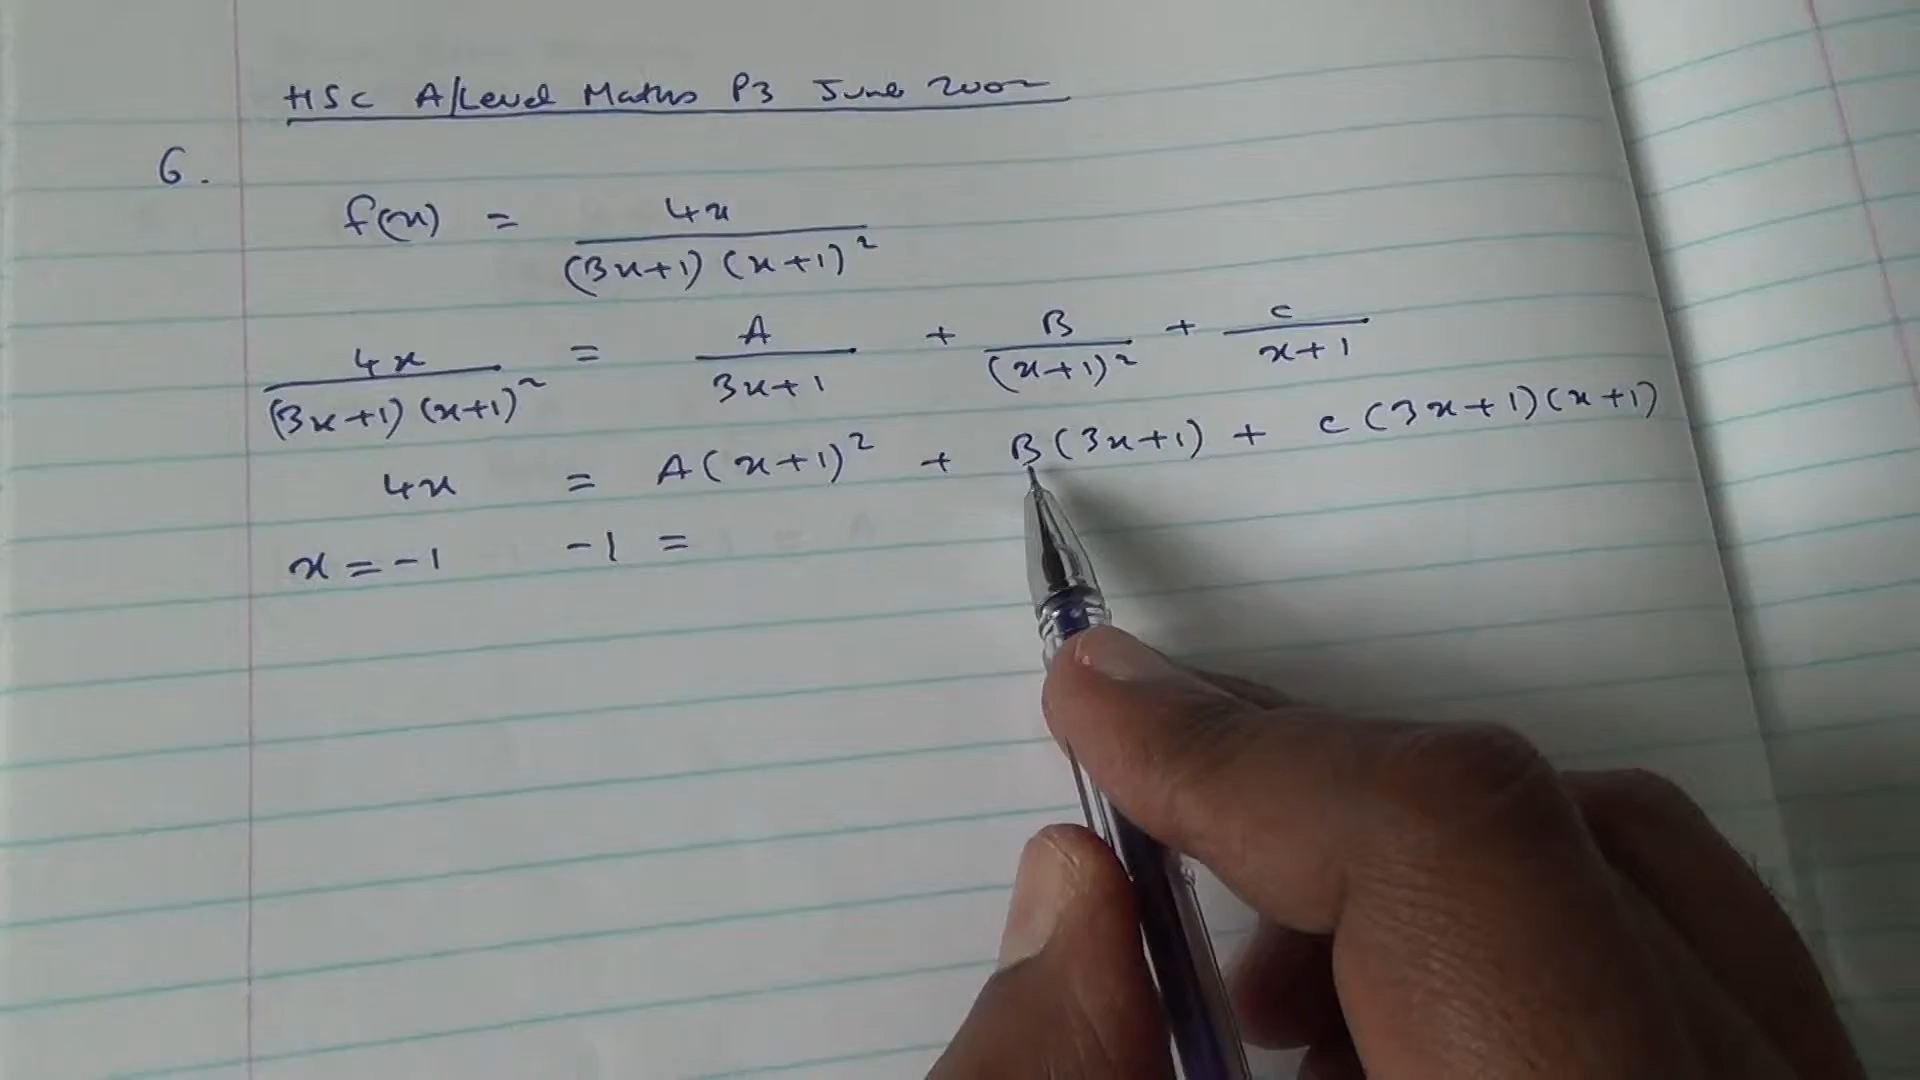 HSC A/Level Maths P3 June 2002
6.
f(x) = 4x / (3x+1)(x+1)²
4x / (3x+1)(x+1)² = A / 3x+1 + B / (x+1)² + C / x+1
4x = A(x+1)² + B(3x+1) + C(3x+1)(x+1)
x = -1 -1 =